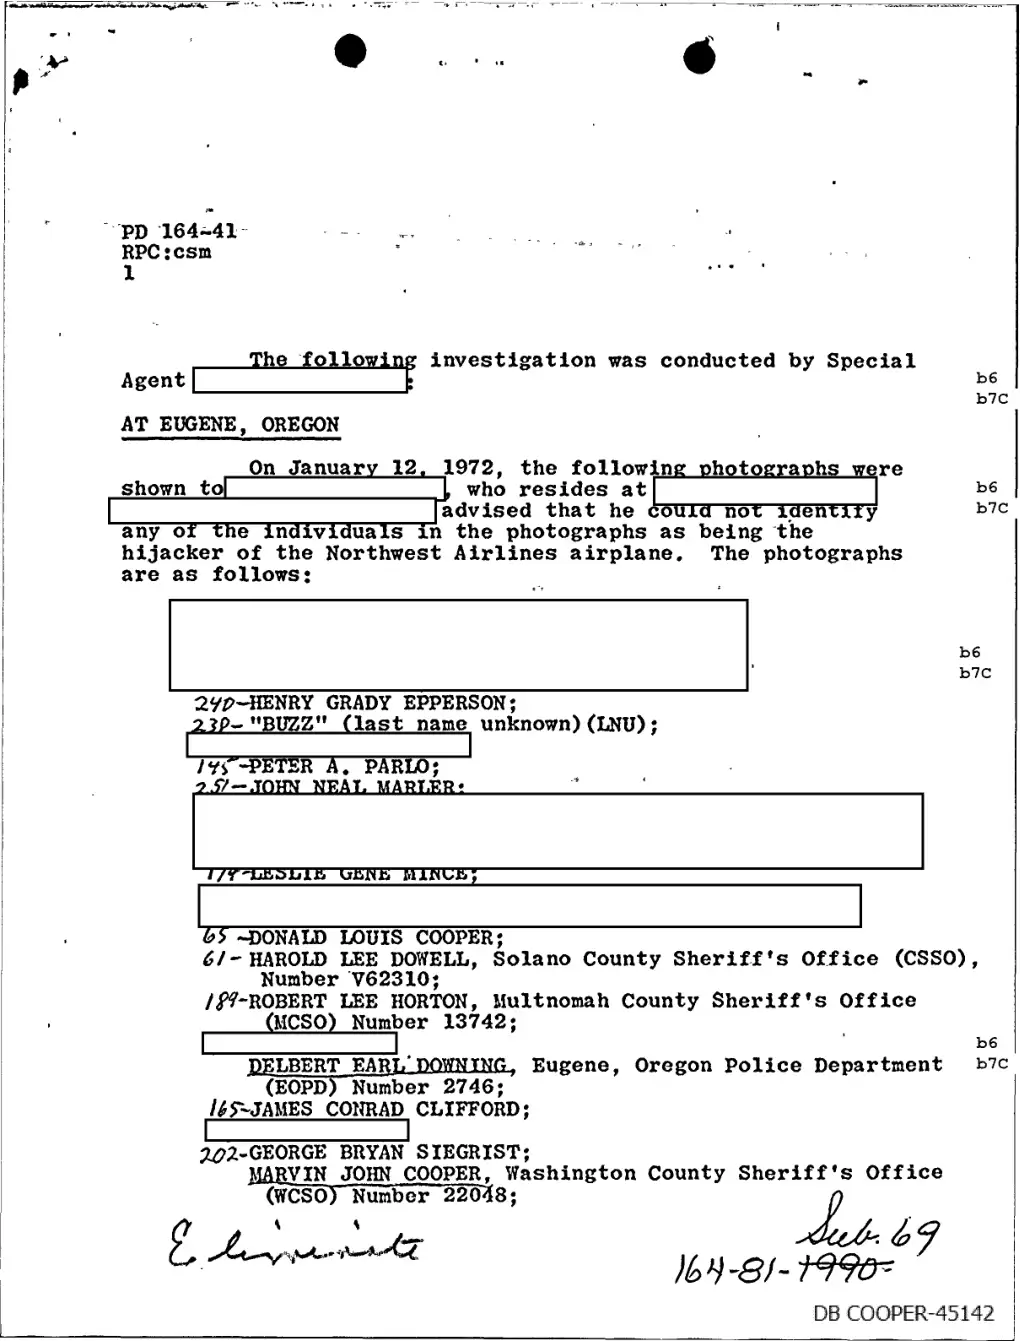 PD 164-41
RPC:csm
1
The following investigation was conducted by Special
Agent :
b6
b7C
AT EUGENE, OREGON
On January 12, 1972, the following photographs were
shown to , who resides at
b6
advised that he could not identify
b7C
any of the individuals in the photographs as being the
hijacker of the Northwest Airlines airplane. The photographs
are as follows:
b6
b7C
240-HENRY GRADY EPPERSON;
239- "BUZZ" (last name unknown)(LNU);
145-PETER A. PARLO;
251-JOHN NEAL MARLER;
LESLIE GENE MINCE;
65-DONALD LOUIS COOPER;
61-HAROLD LEE DOWELL, Solano County Sheriff's Office (CSSO),
Number V62310;
189-ROBERT LEE HORTON, Multnomah County Sheriff's Office
(MCSO) Number 13742;
b6
DELBERT EARL DOWNING, Eugene, Oregon Police Department
b7C
(EOPD) Number 2746;
165-JAMES CONRAD CLIFFORD;
202-GEORGE BRYAN SIEGRIST;
MARVIN JOHN COOPER, Washington County Sheriff's Office
(WCSO) Number 22048;
Eliminate
Sub. 69
164-81-1990
DB COOPER-45142